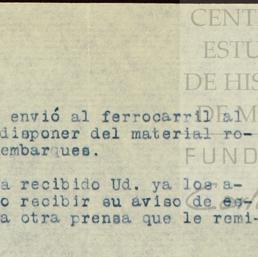 CENT
ESTU
DE HIS
DE M
FUND
envió al ferrocarril al
disponer del material ro-
embarques.
a recibido Ud. ya los a-
o recibir su aviso de es-
a otra prensa que le remi-